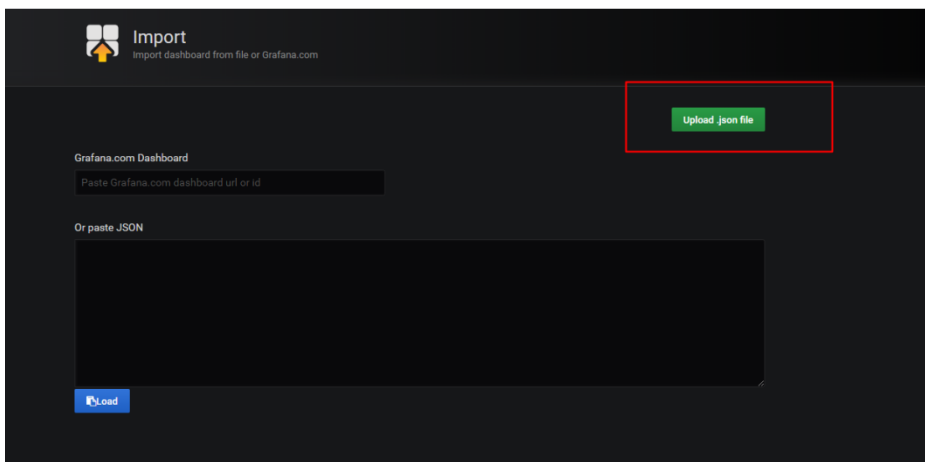 Import
Import dashboard from file or Grafana.com
Upload .json file
Grafana.com Dashboard
Paste Grafana.com dashboard url or id
Or paste JSON
Load